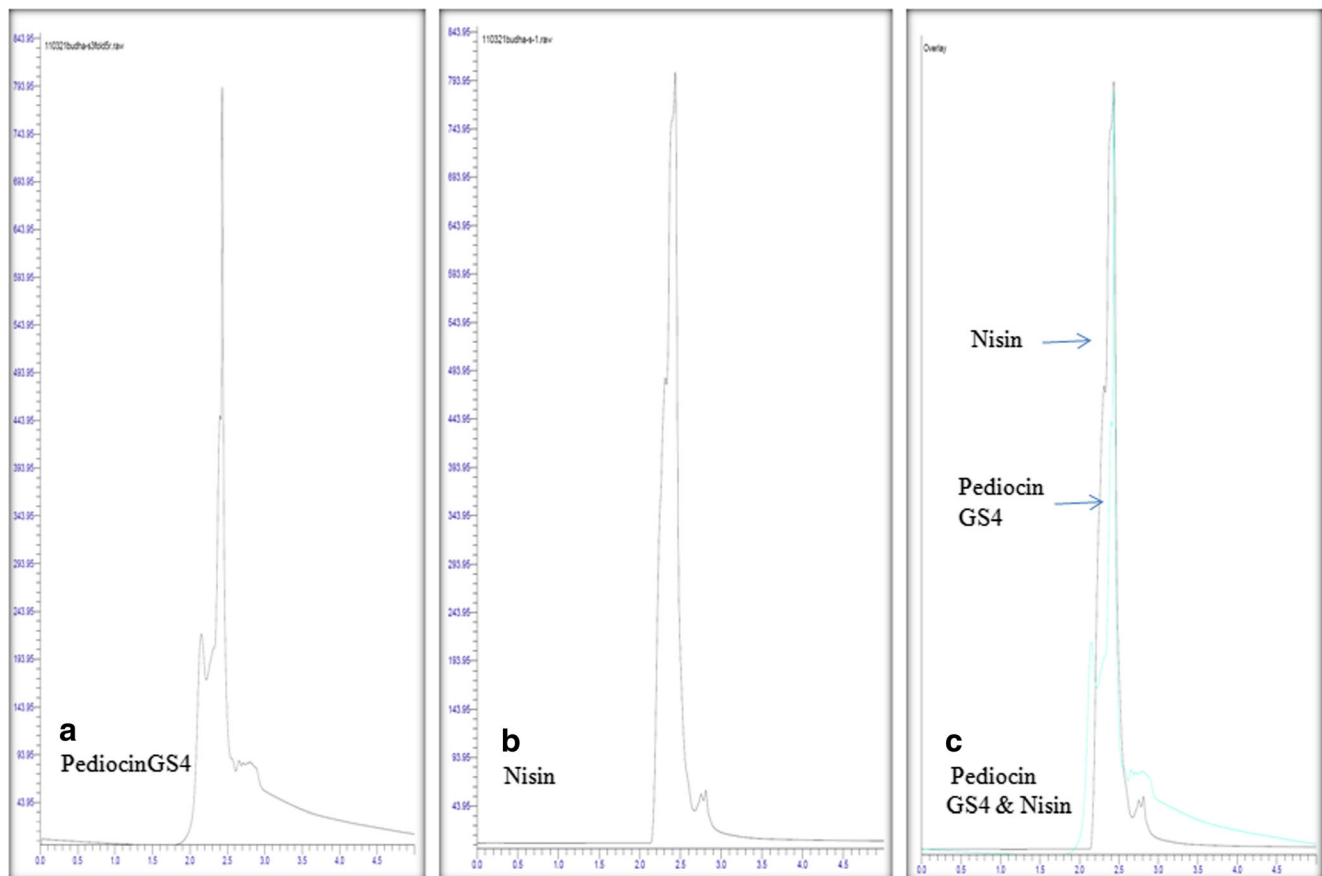 110321budha-s3fold5r.raw
843.95
793.95
743.95
693.95
643.95
593.95
543.95
493.95
443.95
393.95
343.95
293.95
243.95
193.95
143.95
93.95
43.95
a
PediocinGS4
0.0 0.5 1.0 1.5 2.0 2.5 3.0 3.5 4.0 4.5
110321budha-s-1.raw
843.95
793.95
743.95
693.95
643.95
593.95
543.95
493.95
443.95
393.95
343.95
293.95
243.95
193.95
143.95
93.95
43.95
b
Nisin
0.0 0.5 1.0 1.5 2.0 2.5 3.0 3.5 4.0 4.5
Overlay
Nisin
Pediocin
GS4
c
Pediocin
GS4 & Nisin
0.0 0.5 1.0 1.5 2.0 2.5 3.0 3.5 4.0 4.5